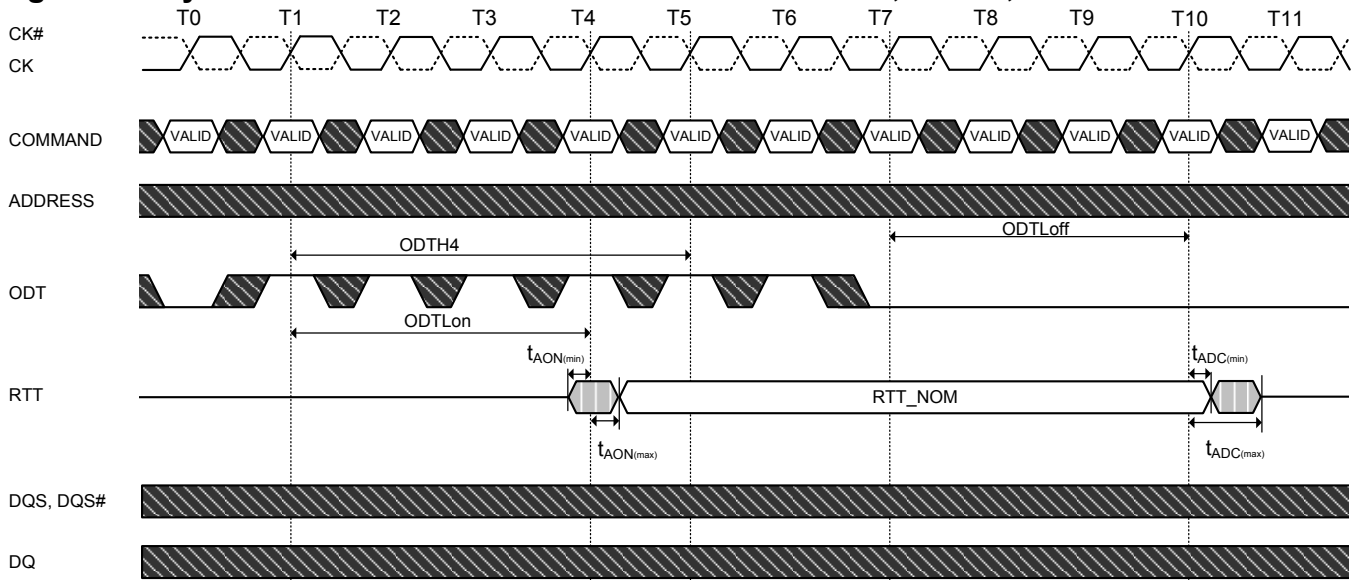 T0 T1 T2 T3 T4 T5 T6 T7 T8 T9 T10 T11
CK#
CK
COMMAND VALID VALID VALID VALID VALID VALID VALID VALID VALID VALID VALID VALID
ADDRESS
ODTLoff
ODTH4
ODT
ODTLon
tAON(min) tADC(min)
RTT RTT_NOM
tAON(max) tADC(max)
DQS, DQS#
DQ